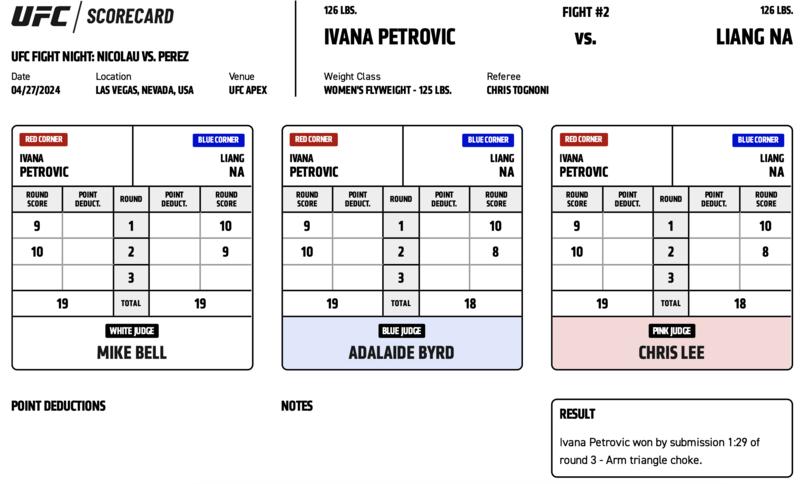 UFC SCORECARD
UFC FIGHT NIGHT: NICOLAU VS. PEREZ
Date Location Venue
04/27/2024 LAS VEGAS, NEVADA, USA UFC APEX
126 LBS. FIGHT #2 126 LBS.
IVANA PETROVIC VS. LIANG NA
Weight Class Referee
WOMEN'S FLYWEIGHT - 125 LBS. CHRIS TOGNONI
RED CORNER BLUE CORNER
IVANA LIANG
PETROVIC NA
ROUND SCORE POINT DEDUCT. ROUND POINT DEDUCT. ROUND SCORE
9 1 10
10 2 9
3
19 TOTAL 19
WHITE JUDGE
MIKE BELL
RED CORNER BLUE CORNER
IVANA LIANG
PETROVIC NA
ROUND SCORE POINT DEDUCT. ROUND POINT DEDUCT. ROUND SCORE
9 1 10
10 2 8
3
19 TOTAL 18
BLUE JUDGE
ADALAIDE BYRD
RED CORNER BLUE CORNER
IVANA LIANG
PETROVIC NA
ROUND SCORE POINT DEDUCT. ROUND POINT DEDUCT. ROUND SCORE
9 1 10
10 2 8
3
19 TOTAL 18
PINK JUDGE
CHRIS LEE
POINT DEDUCTIONS
NOTES
RESULT
Ivana Petrovic won by submission 1:29 of
round 3 - Arm triangle choke.